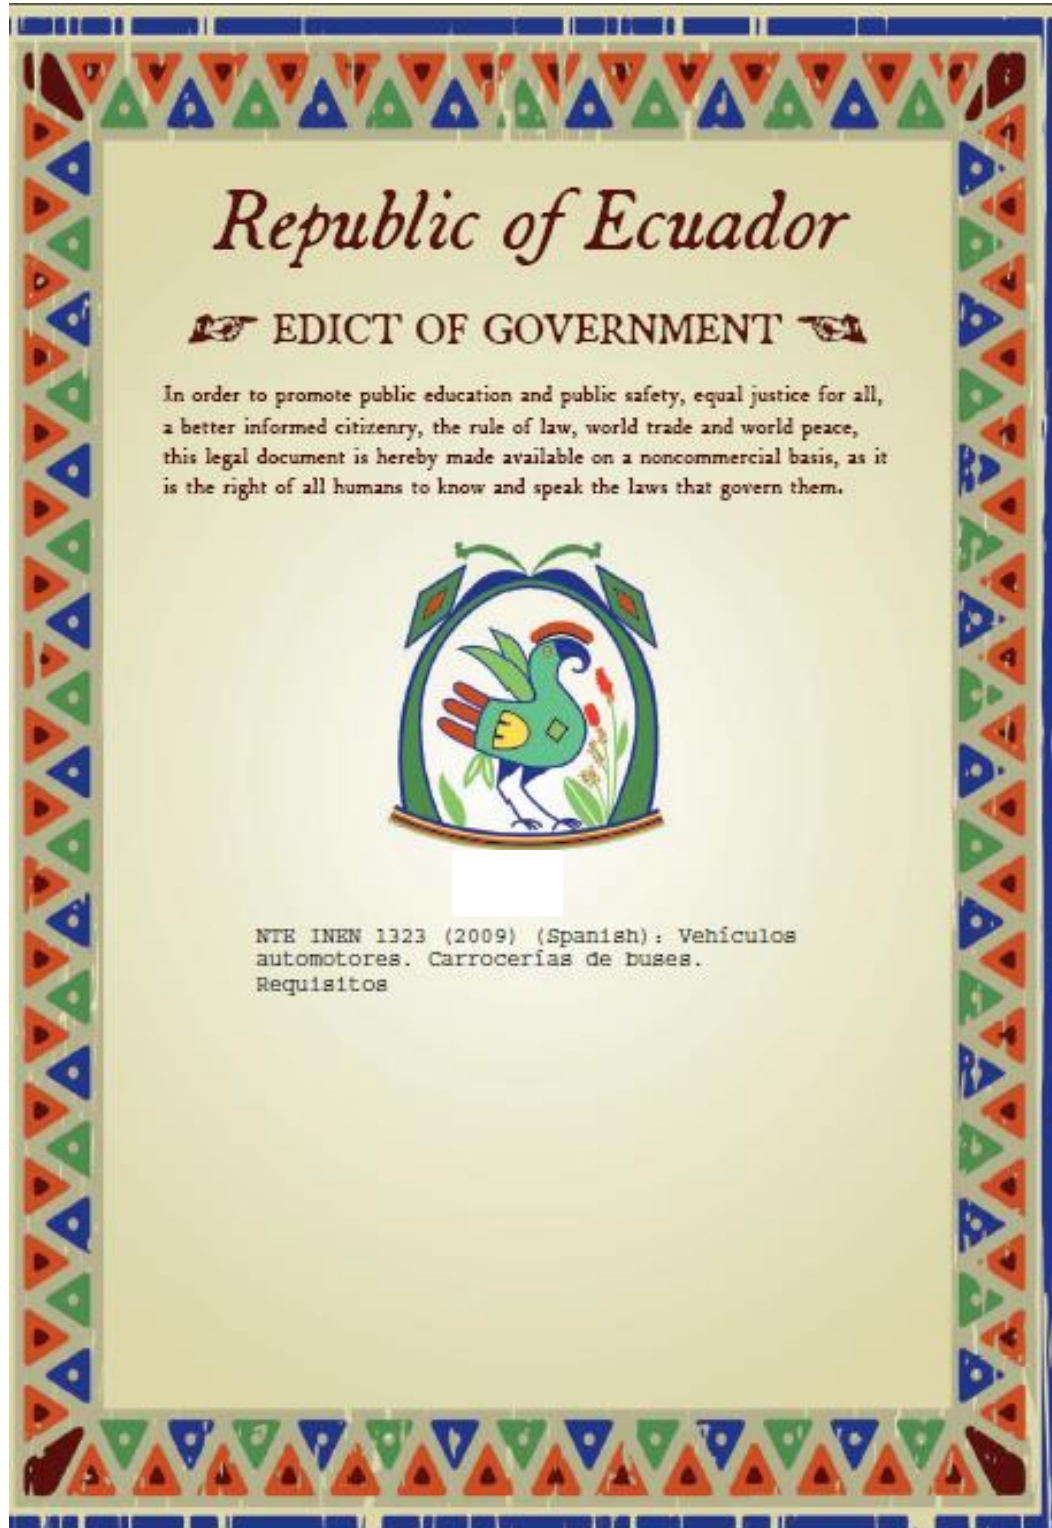 Republic of Ecuador
EDICT OF GOVERNMENT
In order to promote public education and public safety, equal justice for all,
a better informed citizenry, the rule of law, world trade and world peace,
this legal document is hereby made available on a noncommercial basis, as it
is the right of all humans to know and speak the laws that govern them.
NTE INEN 1323 (2009) (Spanish): Vehículos
automotores. Carrocerías de buses.
Requisitos